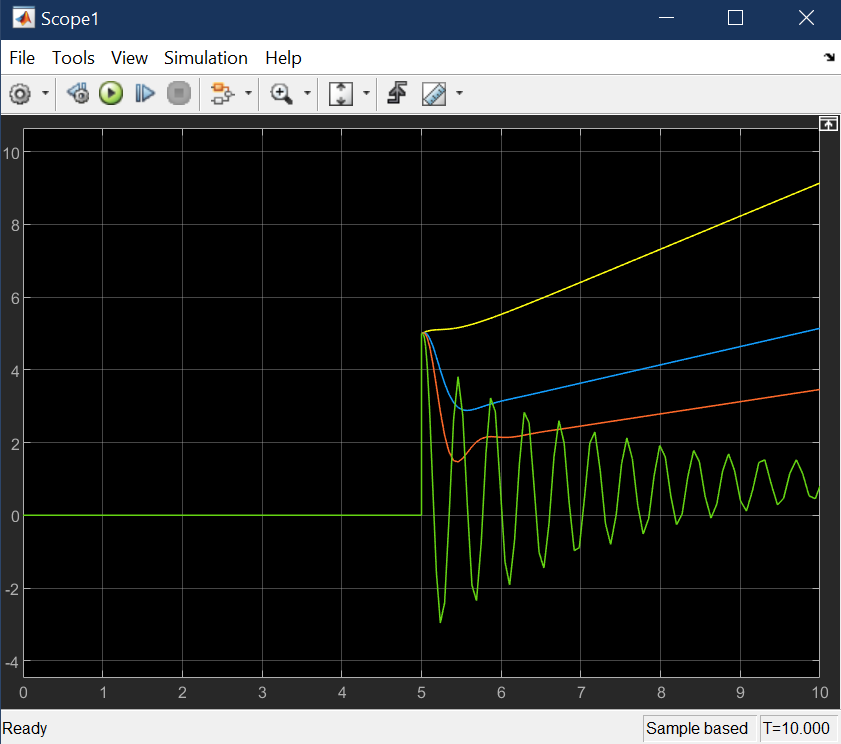 Scope1
File Tools View Simulation Help
10
8
6
4
2
0
-2
-4
0 1 2 3 4 5 6 7 8 9 10
Ready Sample based T=10.000